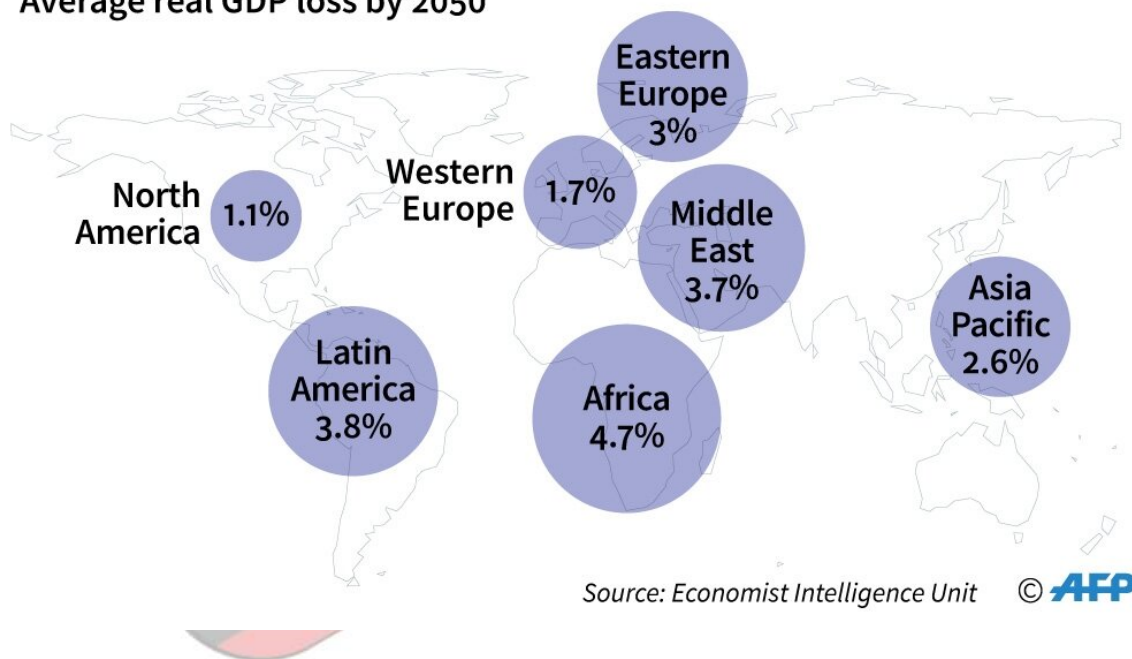 Average real GDP loss by 2050
Eastern
Europe
3%
Western
Europe
1.7%
North
America
1.1%
Middle
East
3.7%
Asia
Pacific
2.6%
Latin
America
3.8%
Africa
4.7%
Source: Economist Intelligence Unit © AFP